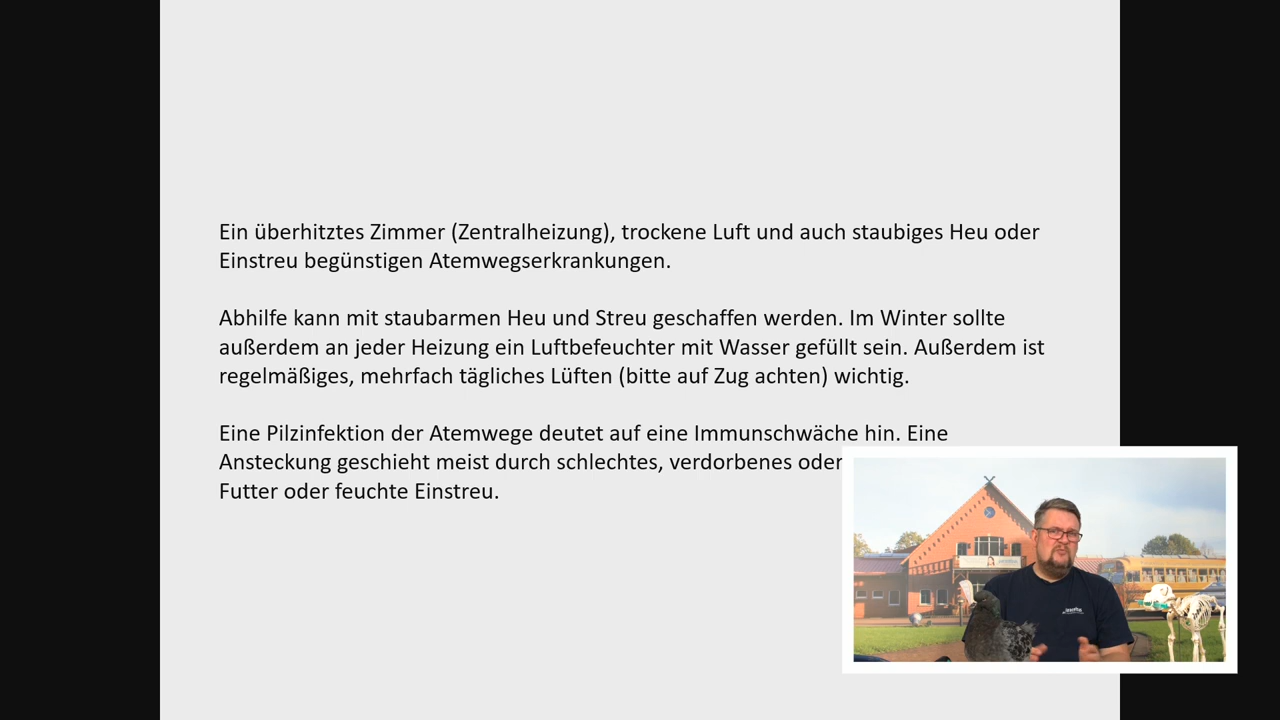 Ein überhitztes Zimmer (Zentralheizung), trockene Luft und auch staubiges Heu oder
Einstreu begünstigen Atemwegserkrankungen.
Abhilfe kann mit staubarmen Heu und Streu geschaffen werden. Im Winter sollte
außerdem an jeder Heizung ein Luftbefeuchter mit Wasser gefüllt sein. Außerdem ist
regelmäßiges, mehrfach tägliches Lüften (bitte auf Zug achten) wichtig.
Eine Pilzinfektion der Atemwege deutet auf eine Immunschwäche hin. Eine
Ansteckung geschieht meist durch schlechtes, verdorbenes oder
Futter oder feuchte Einstreu.